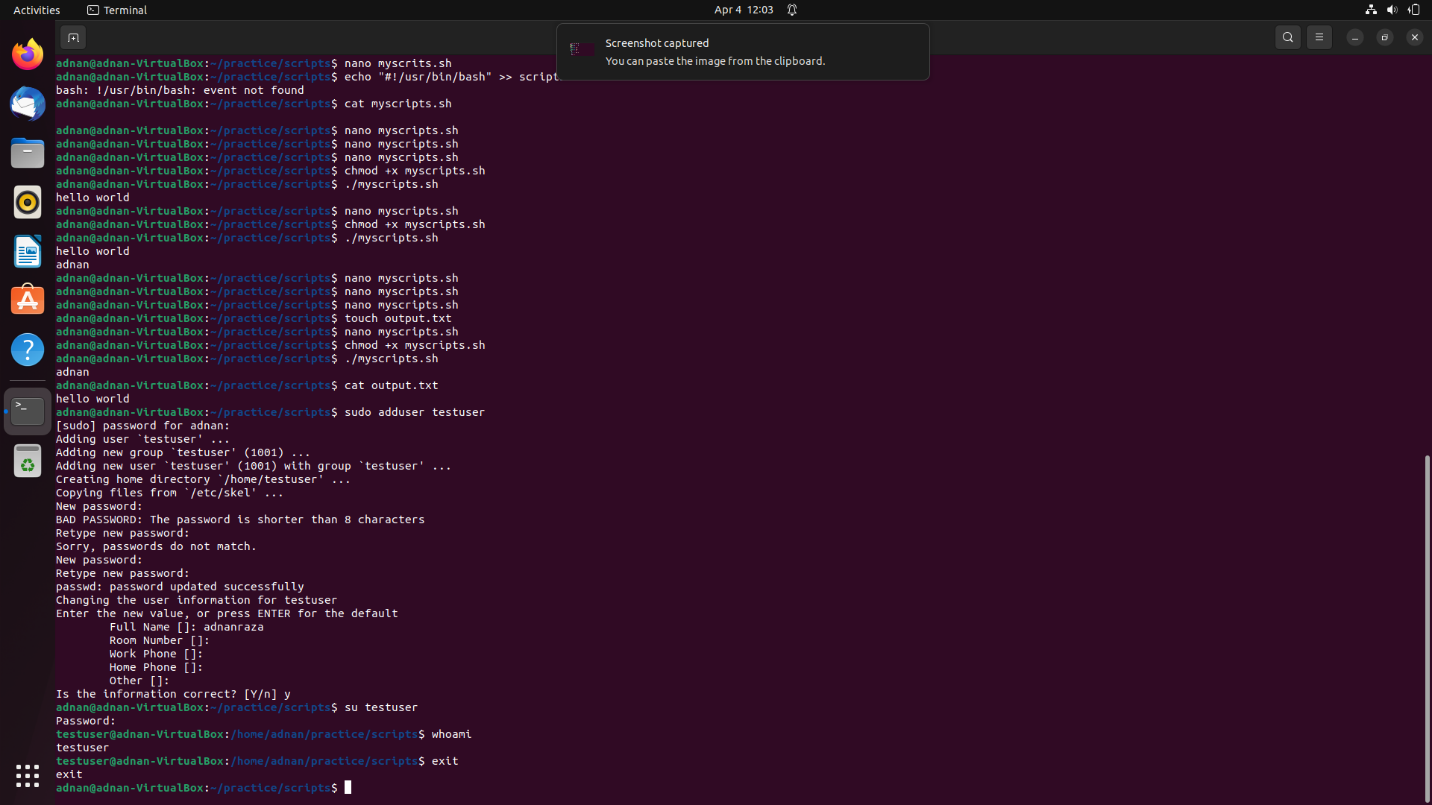 Activities
Terminal
Apr 4 12:03
Screenshot captured
You can paste the image from the clipboard.
adnan@adnan-VirtualBox:~/practice/scripts$ nano myscrits.sh
adnan@adnan-VirtualBox:~/practice/scripts$ echo "#!/usr/bin/bash" >> script
bash: !/usr/bin/bash: event not found
adnan@adnan-VirtualBox:~/practice/scripts$ cat myscripts.sh
adnan@adnan-VirtualBox:~/practice/scripts$ nano myscripts.sh
adnan@adnan-VirtualBox:~/practice/scripts$ nano myscripts.sh
adnan@adnan-VirtualBox:~/practice/scripts$ nano myscripts.sh
adnan@adnan-VirtualBox:~/practice/scripts$ chmod +x myscripts.sh
adnan@adnan-VirtualBox:~/practice/scripts$ ./myscripts.sh
hello world
adnan@adnan-VirtualBox:~/practice/scripts$ nano myscripts.sh
adnan@adnan-VirtualBox:~/practice/scripts$ chmod +x myscripts.sh
adnan@adnan-VirtualBox:~/practice/scripts$ ./myscripts.sh
hello world
adnan
adnan@adnan-VirtualBox:~/practice/scripts$ nano myscripts.sh
adnan@adnan-VirtualBox:~/practice/scripts$ nano myscripts.sh
adnan@adnan-VirtualBox:~/practice/scripts$ nano myscripts.sh
adnan@adnan-VirtualBox:~/practice/scripts$ touch output.txt
adnan@adnan-VirtualBox:~/practice/scripts$ nano myscripts.sh
adnan@adnan-VirtualBox:~/practice/scripts$ chmod +x myscripts.sh
adnan@adnan-VirtualBox:~/practice/scripts$ ./myscripts.sh
adnan
adnan@adnan-VirtualBox:~/practice/scripts$ cat output.txt
hello world
adnan@adnan-VirtualBox:~/practice/scripts$ sudo adduser testuser
[sudo] password for adnan:
Adding user `testuser' ...
Adding new group `testuser' (1001) ...
Adding new user `testuser' (1001) with group `testuser' ...
Creating home directory `/home/testuser' ...
Copying files from `/etc/skel' ...
New password:
BAD PASSWORD: The password is shorter than 8 characters
Retype new password:
Sorry, passwords do not match.
New password:
Retype new password:
passwd: password updated successfully
Changing the user information for testuser
Enter the new value, or press ENTER for the default
Full Name []: adnanraza
Room Number []:
Work Phone []:
Home Phone []:
Other []:
Is the information correct? [Y/n] y
adnan@adnan-VirtualBox:~/practice/scripts$ su testuser
Password:
testuser@adnan-VirtualBox:/home/adnan/practice/scripts$ whoami
testuser
testuser@adnan-VirtualBox:/home/adnan/practice/scripts$ exit
exit
adnan@adnan-VirtualBox:~/practice/scripts$